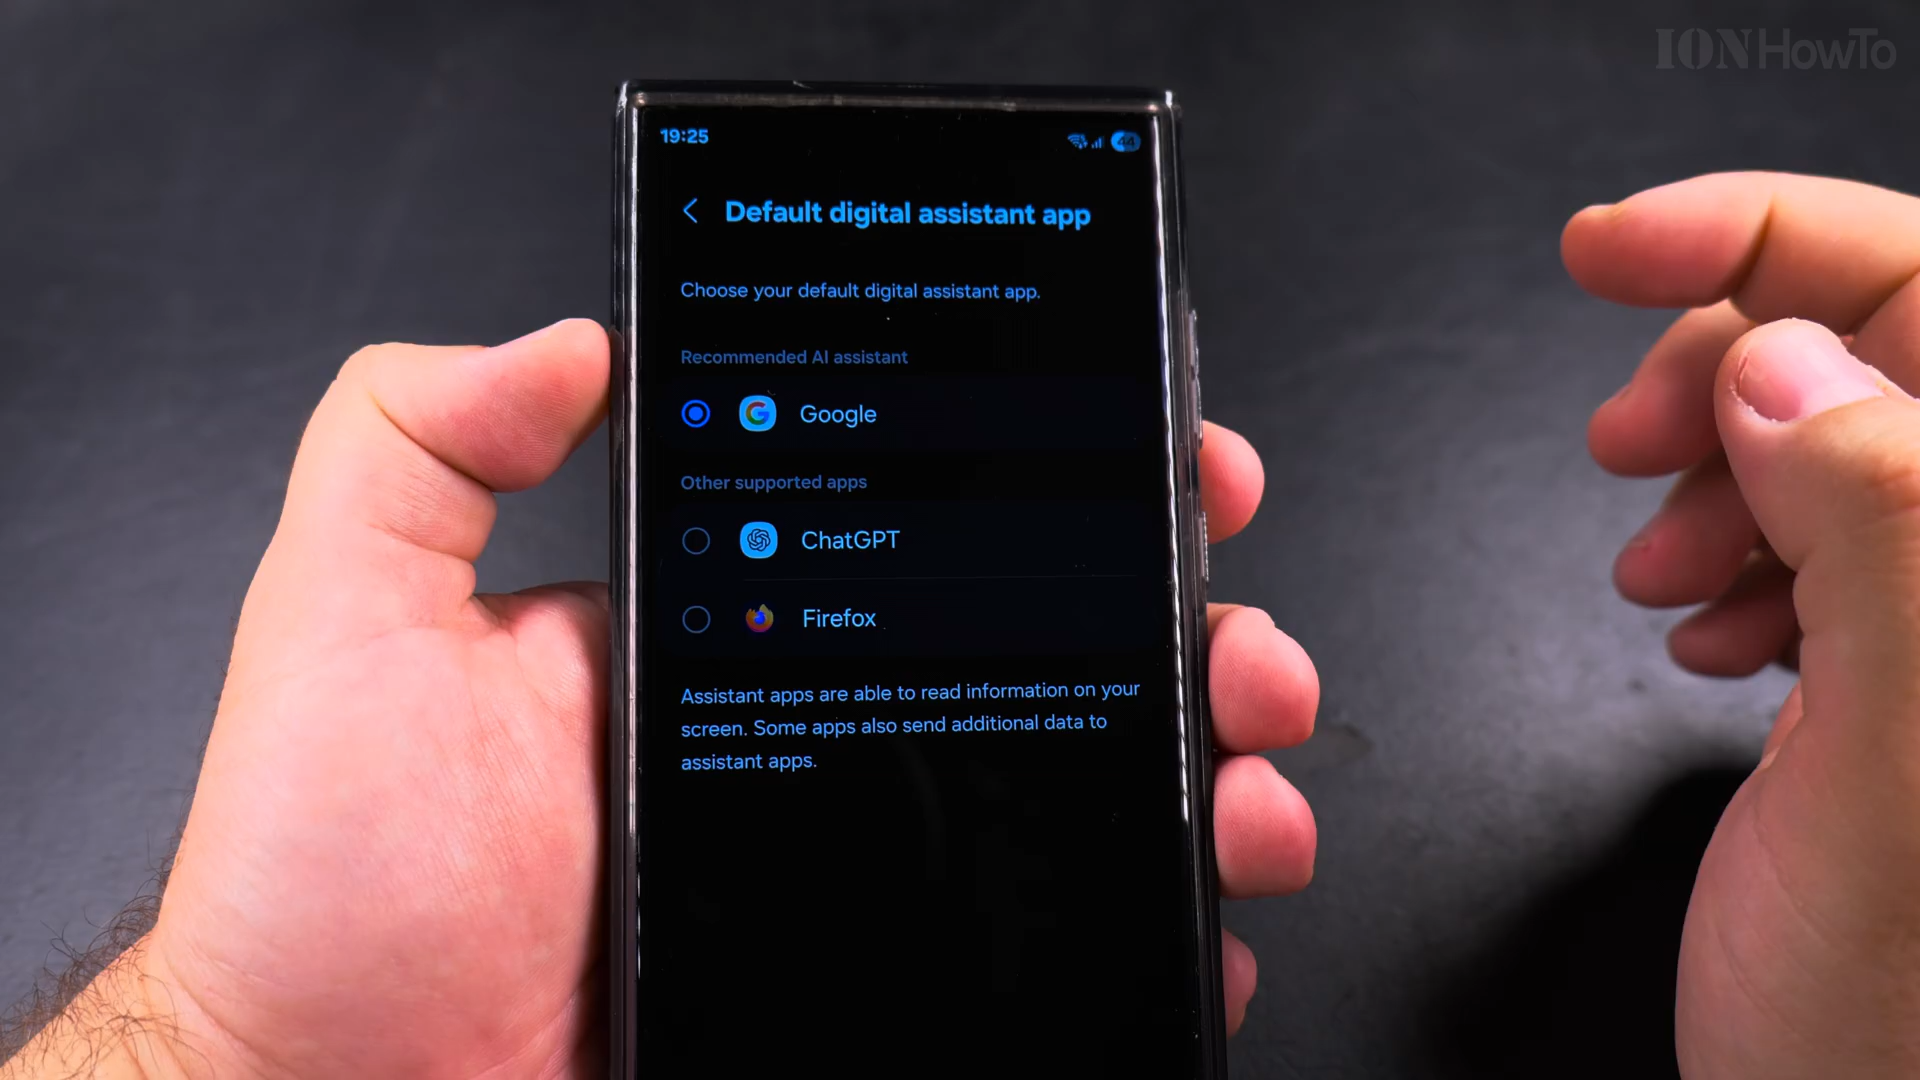 IONHowTo
19:25
44
Default digital assistant app
Choose your default digital assistant app.
Recommended AI assistant
Google
Other supported apps
ChatGPT
Firefox
Assistant apps are able to read information on your
screen. Some apps also send additional data to
assistant apps.